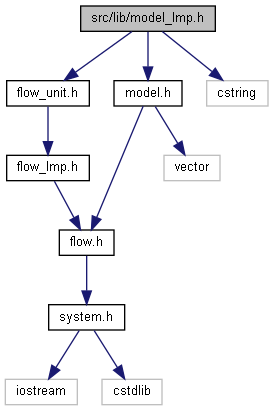 src/lib/model_Imp.h
flow_unit.h
model.h
cstring
flow_Imp.h
vector
flow.h
system.h
iostream
cstdlib